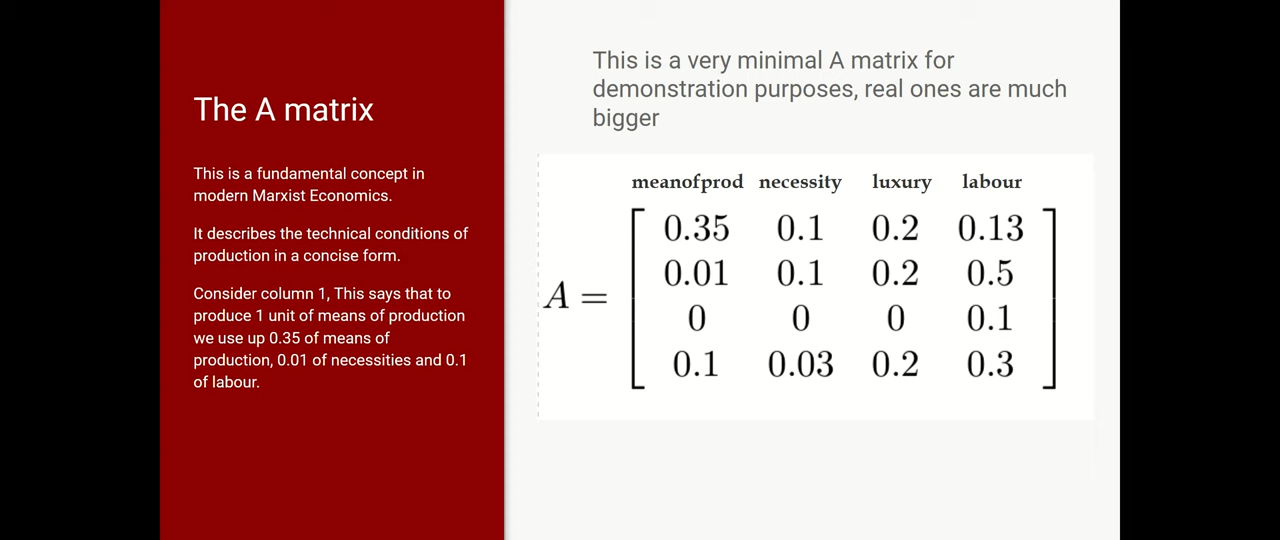 The A matrix
This is a fundamental concept in
modern Marxist Economics.
It describes the technical conditions of
production in a concise form.
Consider column 1, This says that to
produce 1 unit of means of production
we use up 0.35 of means of
production, 0.01 of necessities and 0.1
of labour.
This is a very minimal A matrix for
demonstration purposes, real ones are much
bigger
meanofprod necessity luxury labour
0.35 0.1 0.2 0.13
0.01 0.1 0.2 0.5
A =
0 0 0 0.1
0.1 0.03 0.2 0.3